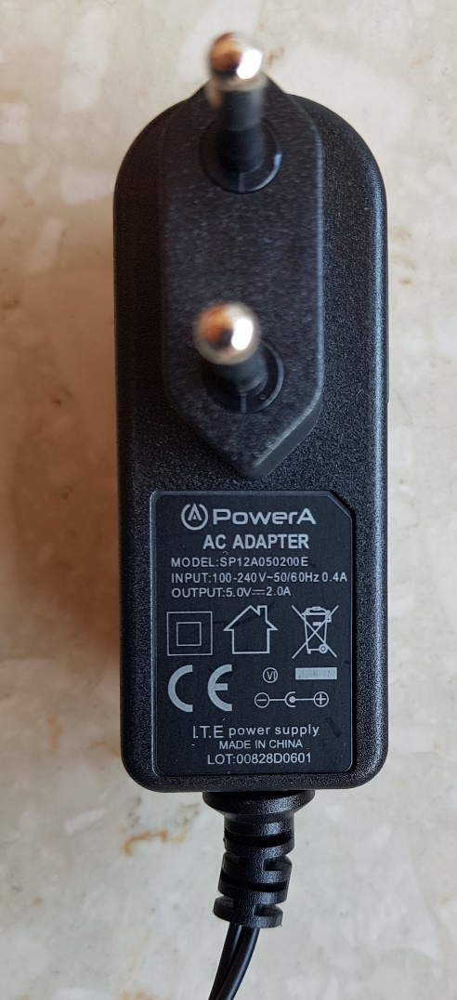 PowerA
AC ADAPTER
MODEL:SP12A050200E
INPUT:100-240V~50/60Hz 0.4A
OUTPUT:5.0V⎓2.0A
CE
VI
I.T.E power supply
MADE IN CHINA
LOT:00828D0601